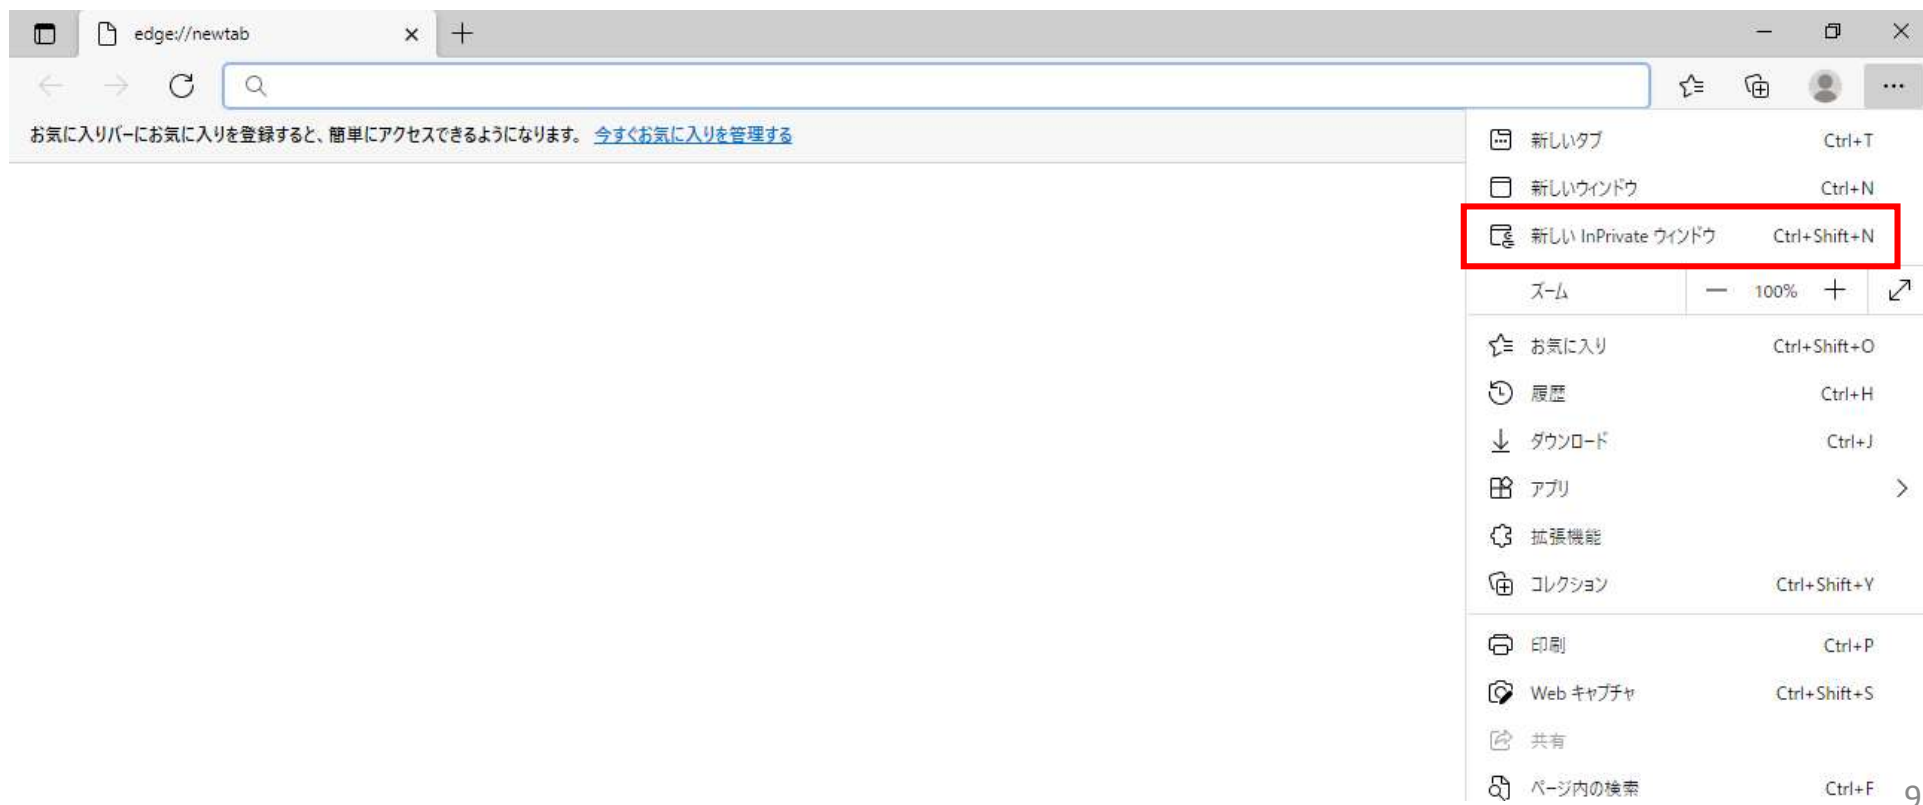 edge://newtab
お気に入りバーにお気に入りを登録すると、簡単にアクセスできるようになります。 今すぐお気に入りを管理する
新しいタブ Ctrl+T
新しいウィンドウ Ctrl+N
新しい InPrivate ウィンドウ Ctrl+Shift+N
ズーム 100%
お気に入り Ctrl+Shift+O
履歴 Ctrl+H
ダウンロード Ctrl+J
アプリ
拡張機能
コレクション Ctrl+Shift+Y
印刷 Ctrl+P
Web キャプチャ Ctrl+Shift+S
共有
ページ内の検索 Ctrl+F
9